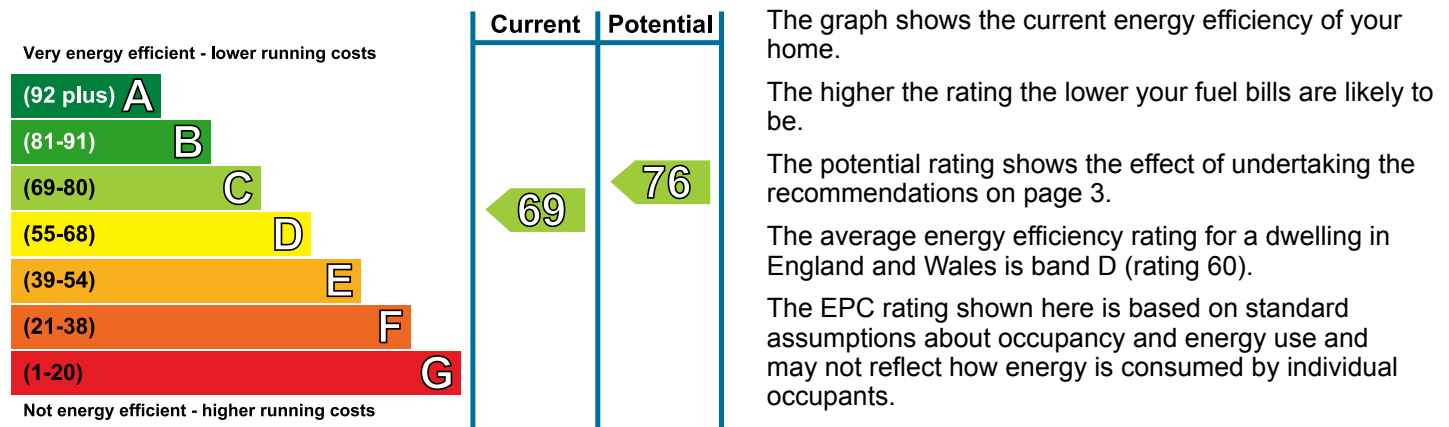 Current Potential
Very energy efficient - lower running costs
(92 plus) A
(81-91) B
(69-80) C
(55-68) D
(39-54) E
(21-38) F
(1-20) G
Not energy efficient - higher running costs
69
76
The graph shows the current energy efficiency of your
home.
The higher the rating the lower your fuel bills are likely to
be.
The potential rating shows the effect of undertaking the
recommendations on page 3.
The average energy efficiency rating for a dwelling in
England and Wales is band D (rating 60).
The EPC rating shown here is based on standard
assumptions about occupancy and energy use and
may not reflect how energy is consumed by individual
occupants.